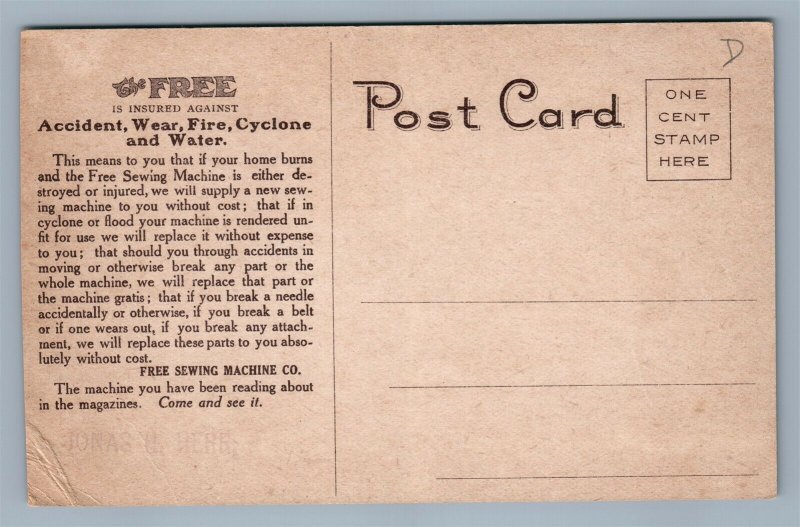 The FREE
IS INSURED AGAINST
Accident, Wear, Fire, Cyclone
and Water.
This means to you that if your home burns
and the Free Sewing Machine is either de-
stroyed or injured, we will supply a new sew-
ing machine to you without cost; that if in
cyclone or flood your machine is rendered un-
fit for use we will replace it without expense
to you; that should you through accidents in
moving or otherwise break any part or the
whole machine, we will replace that part or
the machine gratis; that if you break a needle
accidentally or otherwise, if you break a belt
or if one wears out, if you break any attach-
ment, we will replace these parts to you abso-
lutely without cost.
FREE SEWING MACHINE CO.
The machine you have been reading about
in the magazines. Come and see it.
JONAS
Post Card
ONE
CENT
STAMP
HERE
D